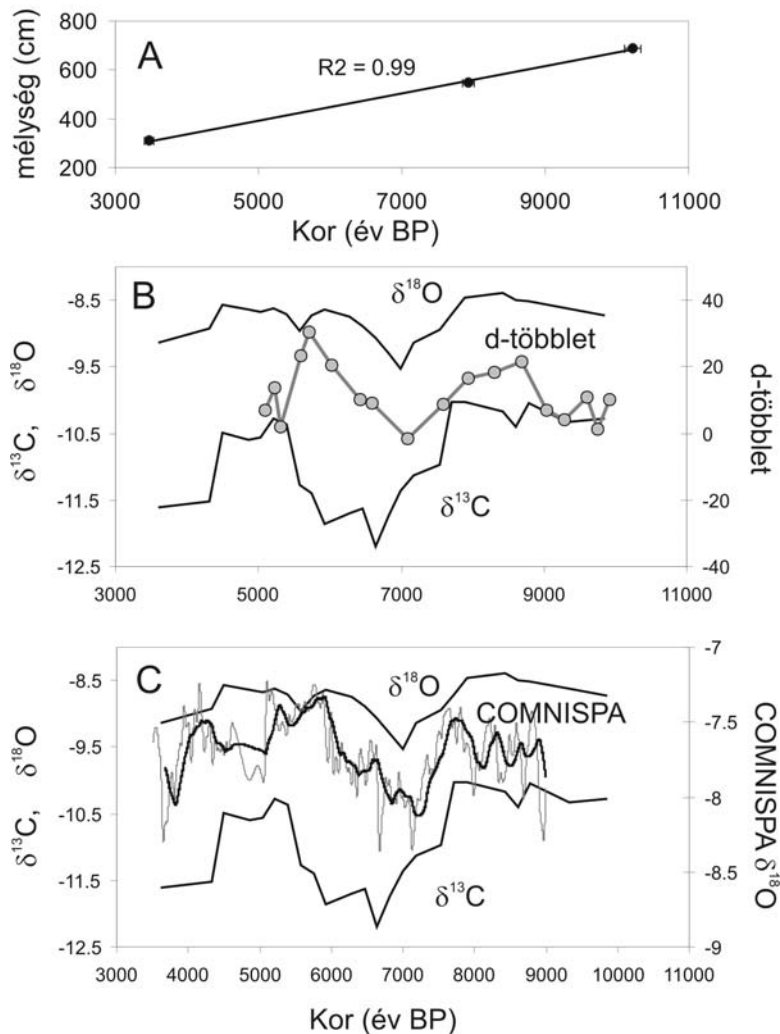 mélység (cm)
800
600
400
200
A
R2 = 0.99
3000 5000 7000 9000 11000
Kor (év BP)
B
δ13C, δ18O
-8.5
-9.5
-10.5
-11.5
-12.5
δ18O
d-többlet
δ13C
40
20
0
-20
-40
d-többlet
3000 5000 7000 9000 11000
C
δ13C, δ18O
-8.5
-9.5
-10.5
-11.5
-12.5
δ18O
COMNISPA
δ13C
-7
-7.5
-8
-8.5
-9
COMNISPA δ18O
3000 4000 5000 6000 7000 8000 9000 10000 11000
Kor (év BP)